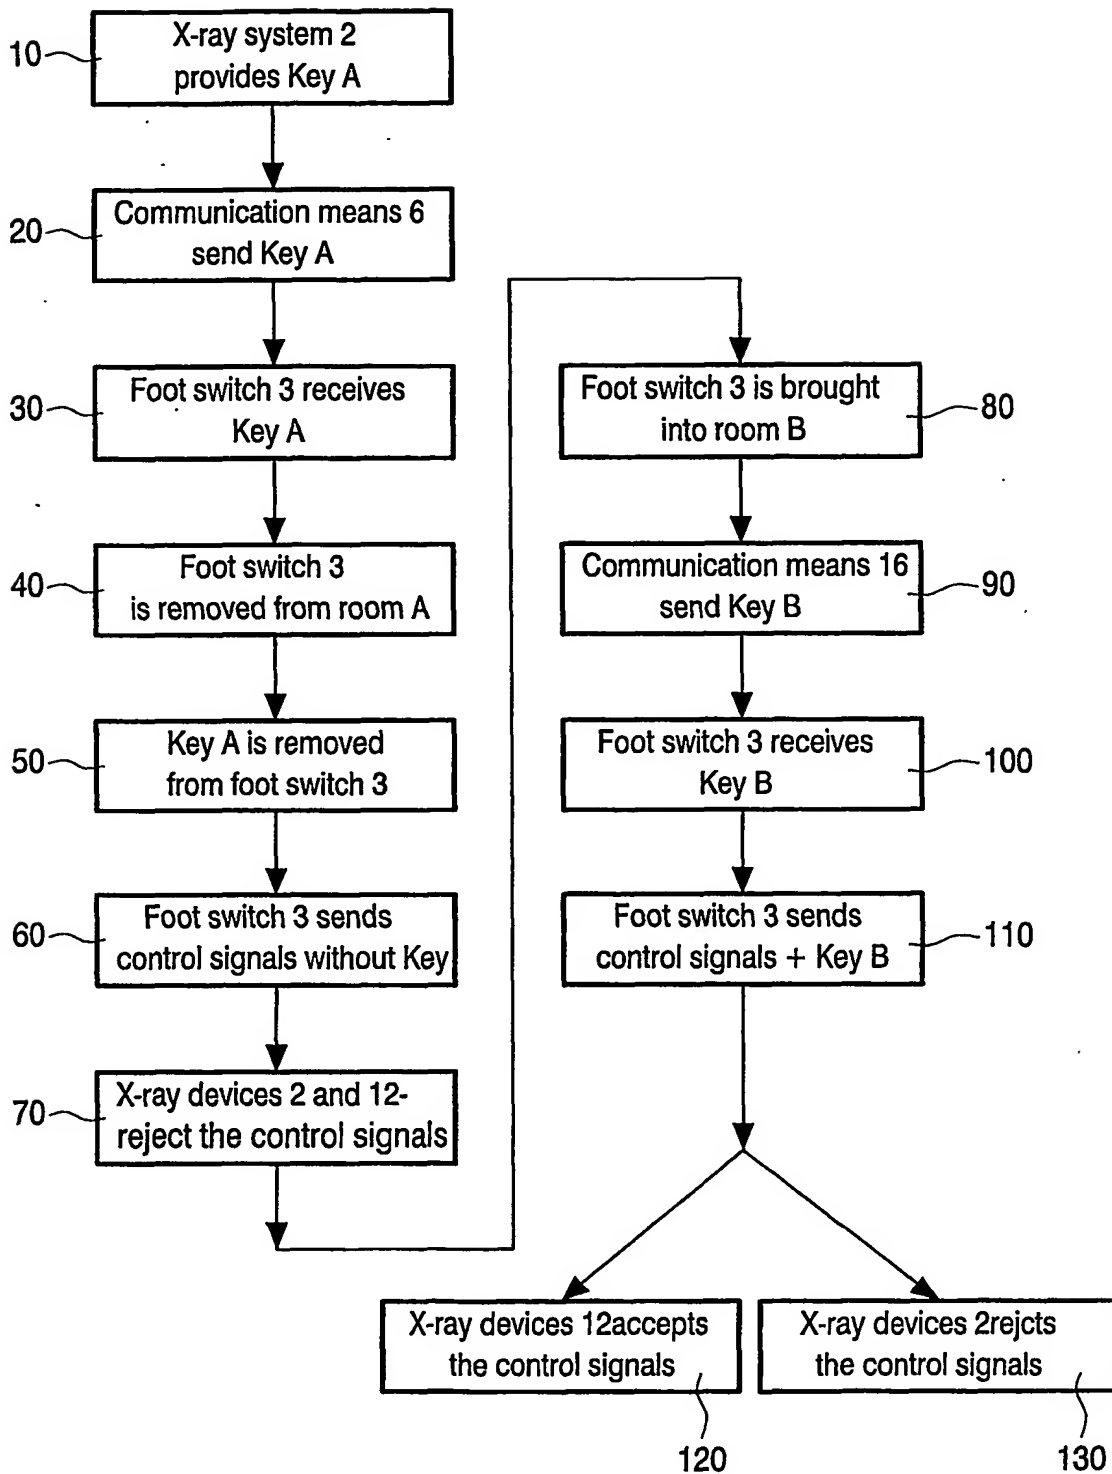 10
X-ray system 2
provides Key A
20
Communication means 6
send Key A
30
Foot switch 3 receives
Key A
40
Foot switch 3
is removed from room A
50
Key A is removed
from foot switch 3
60
Foot switch 3 sends
control signals without Key
70
X-ray devices 2 and 12-
reject the control signals
Foot switch 3 is brought
into room B
80
Communication means 16
send Key B
90
Foot switch 3 receives
Key B
100
Foot switch 3 sends
control signals + Key B
110
X-ray devices 12accepts
the control signals
120
X-ray devices 2rejcts
the control signals
130